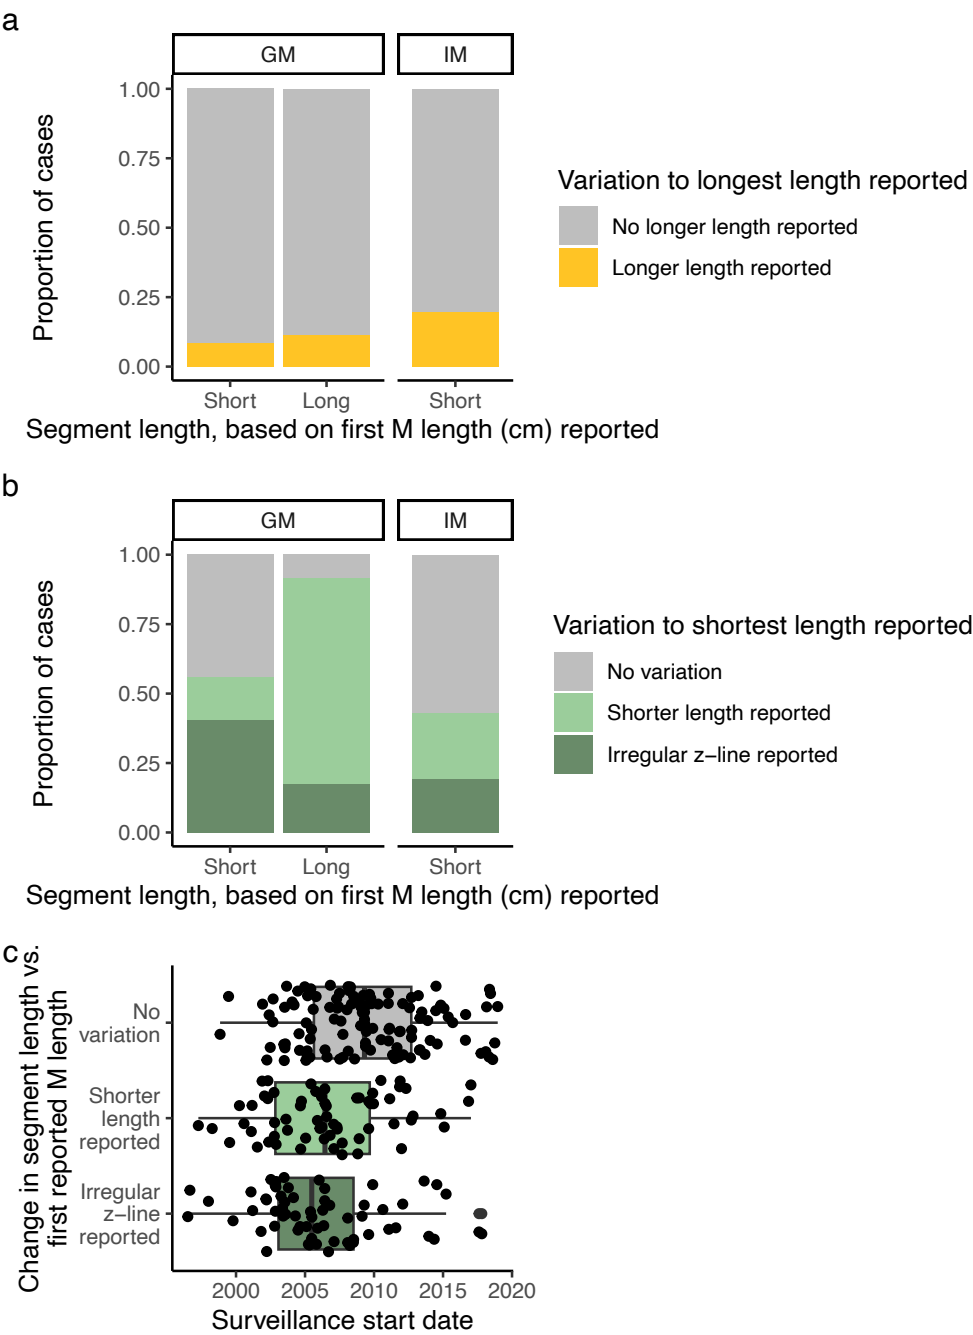 a
GM
IM
Proportion of cases
1.00
0.75
0.50
0.25
0.00
Short
Long
Short
Segment length, based on first M length (cm) reported
Variation to longest length reported
No longer length reported
Longer length reported
b
GM
IM
Proportion of cases
1.00
0.75
0.50
0.25
0.00
Short
Long
Short
Segment length, based on first M length (cm) reported
Variation to shortest length reported
No variation
Shorter length reported
Irregular z−line reported
c
Change in segment length vs.
first reported M length
No
variation
Shorter
length
reported
Irregular
z−line
reported
2000
2005
2010
2015
2020
Surveillance start date